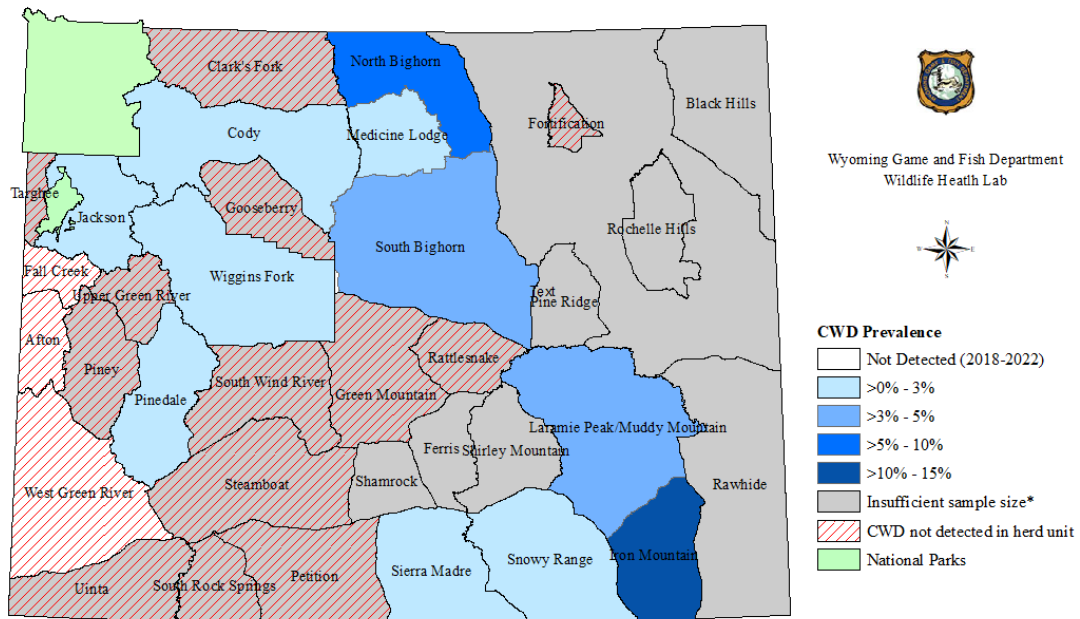 Clark's Fork
North Bighorn
Black Hills
Cody
Medicine Lodge
Fortification
Targhee
Jackson
Gooseberry
Rochelle Hills
South Bighorn
Fall Creek
Upper Green River
Wiggins Fork
Text
Pine Ridge
Afton
Piney
Pinedale
South Wind River
Green Mountain
Rattlesnake
Laramie Peak/Muddy Mountain
Ferris
Shirley Mountain
Shamrock
Rawhide
West Green River
Steamboat
Iron Mountain
Snowy Range
Sierra Madre
Petition
South Rock Springs
Uinta
Wyoming Game and Fish Department
Wildlife Heatlh Lab
N
W
E
S
CWD Prevalence
Not Detected (2018-2022)
>0% - 3%
>3% - 5%
>5% - 10%
>10% - 15%
Insufficient sample size*
CWD not detected in herd unit
National Parks